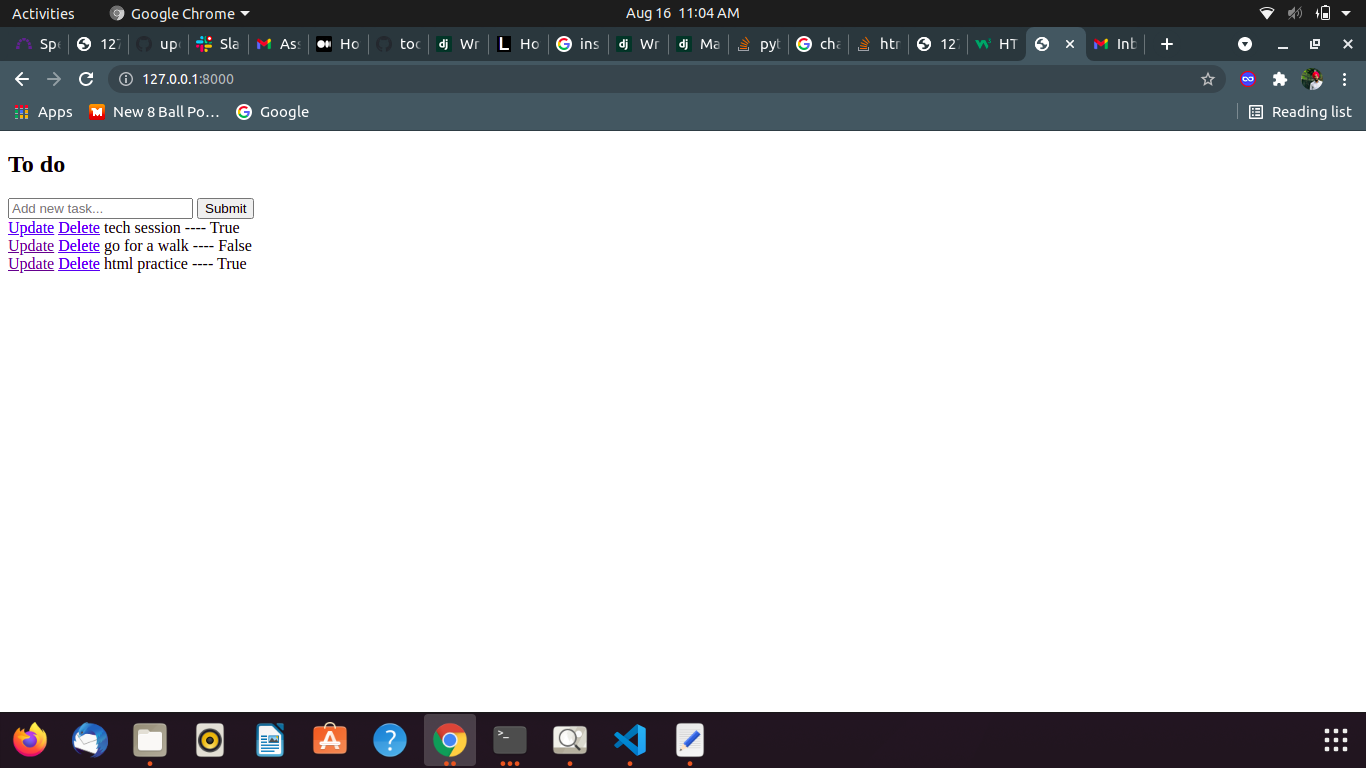 Activities Google Chrome Aug 16 11:04 AM
Spe 127 upd Sla Ass Ho toc Wr Ho ins Wr Ma pyt cha htm 127 HT Inb
127.0.0.1:8000
Apps New 8 Ball Po… Google Reading list
To do
Add new task... Submit
Update Delete tech session ---- True
Update Delete go for a walk ---- False
Update Delete html practice ---- True